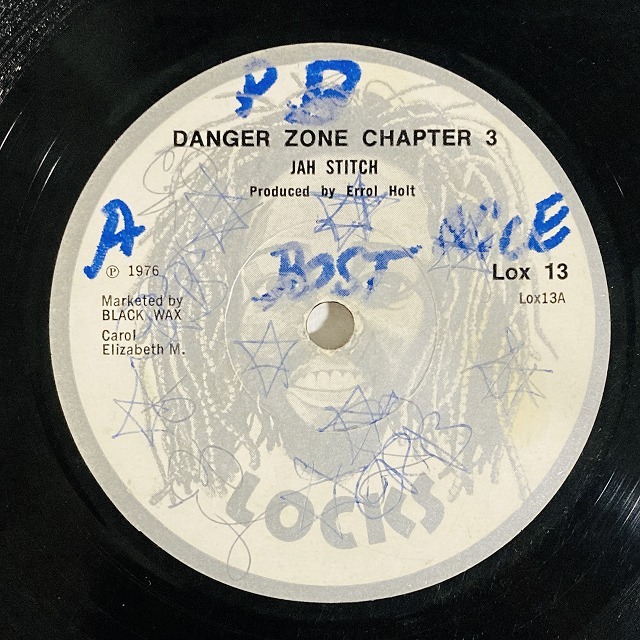 P D
DANGER ZONE CHAPTER 3
JAH STITCH
Produced by Errol Holt
A
NICE
BOST
℗ 1976
Lox 13
Marketed by
BLACK WAX
Lox13A
Carol
Elizabeth M.
LOCKS